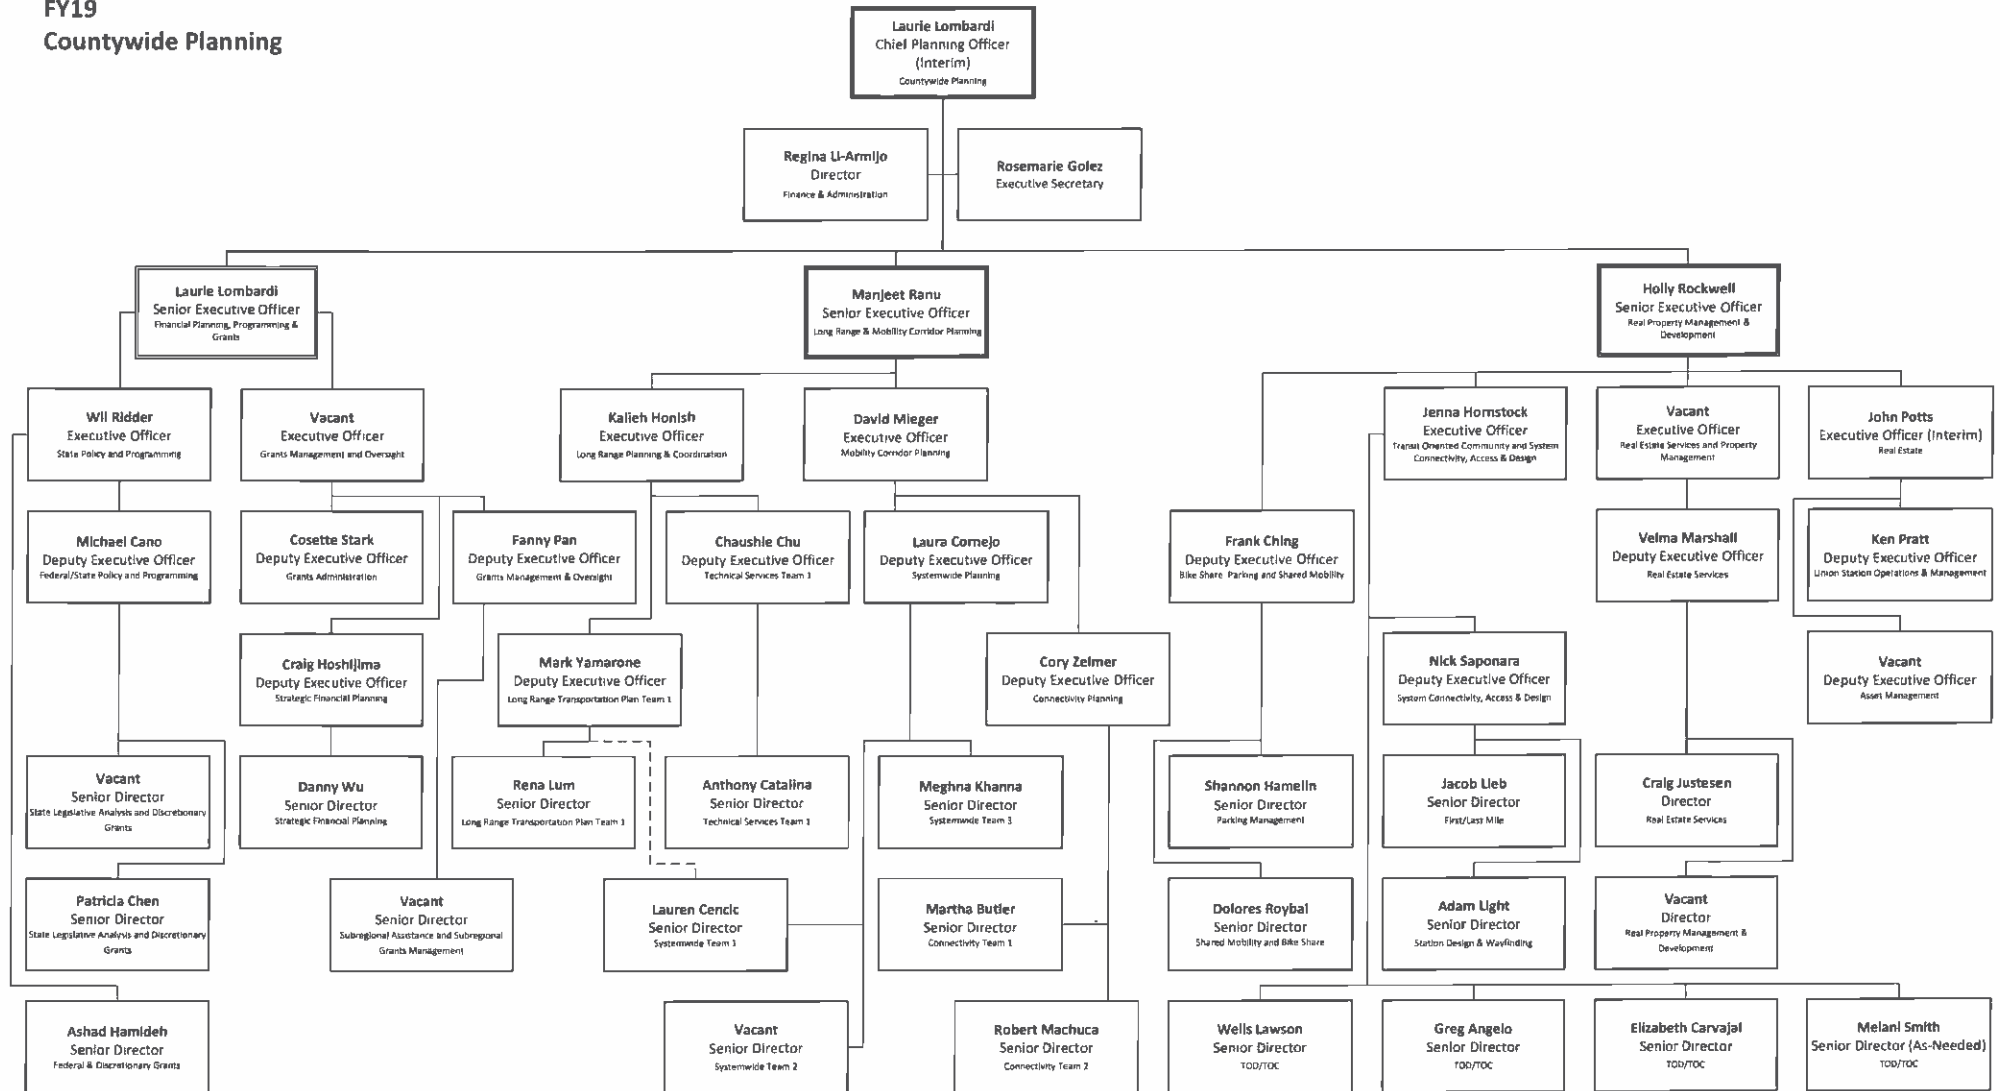 FY19
Countywide Planning
Laurie Lombardi
Chief Planning Officer
(Interim)
Countywide Planning
Regina Li-Armijo
Director
Finance & Administration
Rosemarie Golez
Executive Secretary
Laurie Lombardi
Senior Executive Officer
Financial Planning, Programming &
Grants
Manjeet Ranu
Senior Executive Officer
Long Range & Mobility Corridor Planning
Holly Rockwell
Senior Executive Officer
Real Property Management &
Development
Wil Ridder
Executive Officer
State Policy and Programming
Vacant
Executive Officer
Grants Management and Oversight
Kalieh Honish
Executive Officer
Long Range Planning & Coordination
David Mieger
Executive Officer
Mobility Corridor Planning
Jenna Hornstock
Executive Officer
Transit Oriented Community and System
Connectivity, Access & Design
Vacant
Executive Officer
Real Estate Services and Property
Management
John Potts
Executive Officer (Interim)
Real Estate
Michael Cano
Deputy Executive Officer
Federal/State Policy and Programming
Cosette Stark
Deputy Executive Officer
Grants Administration
Fanny Pan
Deputy Executive Officer
Grants Management & Oversight
Chaushie Chu
Deputy Executive Officer
Technical Services Team 1
Laura Cornejo
Deputy Executive Officer
Systemwide Planning
Frank Ching
Deputy Executive Officer
Bike Share Parking and Shared Mobility
Velma Marshall
Deputy Executive Officer
Real Estate Services
Ken Pratt
Deputy Executive Officer
Union Station Operations & Management
Craig Hoshijima
Deputy Executive Officer
Strategic Financial Planning
Mark Yamarone
Deputy Executive Officer
Long Range Transportation Plan Team 1
Cory Zelmer
Deputy Executive Officer
Connectivity Planning
Nick Saponara
Deputy Executive Officer
System Connectivity, Access & Design
Vacant
Deputy Executive Officer
Asset Management
Vacant
Senior Director
State Legislative Analysis and Discretionary
Grants
Danny Wu
Senior Director
Strategic Financial Planning
Rena Lum
Senior Director
Long Range Transportation Plan Team 1
Anthony Catalina
Senior Director
Technical Services Team 1
Meghna Khanna
Senior Director
Systemwide Team 3
Shannon Hamelin
Senior Director
Parking Management
Jacob Lieb
Senior Director
First/Last Mile
Craig Justesen
Director
Real Estate Services
Patricia Chen
Senior Director
State Legislative Analysis and Discretionary
Grants
Vacant
Senior Director
Subregional Assistance and Subregional
Grants Management
Lauren Cencic
Senior Director
Systemwide Team 1
Martha Butler
Senior Director
Connectivity Team 1
Dolores Roybal
Senior Director
Shared Mobility and Bike Share
Adam Light
Senior Director
Station Design & Wayfinding
Vacant
Director
Real Property Management &
Development
Ashad Hamideh
Senior Director
Federal & Discretionary Grants
Vacant
Senior Director
Systemwide Team 2
Robert Machuca
Senior Director
Connectivity Team 2
Wells Lawson
Senior Director
TOD/TOC
Greg Angelo
Senior Director
TOD/TOC
Elizabeth Carvajal
Senior Director
TOD/TOC
Melani Smith
Senior Director (As-Needed)
TOD/TOC